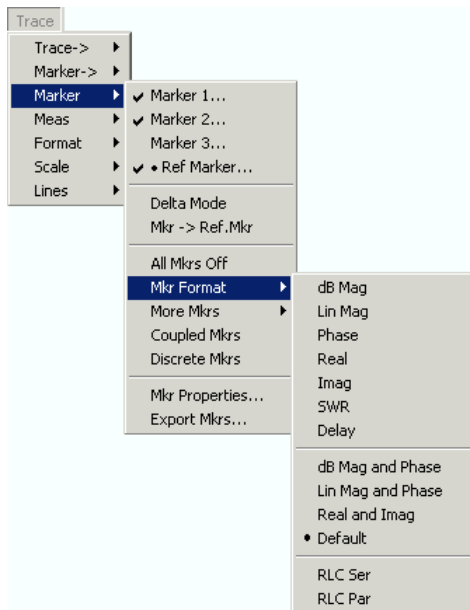 Trace
Trace->
Marker->
Marker
Meas
Format
Scale
Lines
Marker 1...
Marker 2...
Marker 3...
• Ref Marker...
Delta Mode
Mkr -> Ref.Mkr
All Mkrs Off
Mkr Format
More Mkrs
Coupled Mkrs
Discrete Mkrs
Mkr Properties...
Export Mkrs...
dB Mag
Lin Mag
Phase
Real
Imag
SWR
Delay
dB Mag and Phase
Lin Mag and Phase
Real and Imag
• Default
RLC Ser
RLC Par